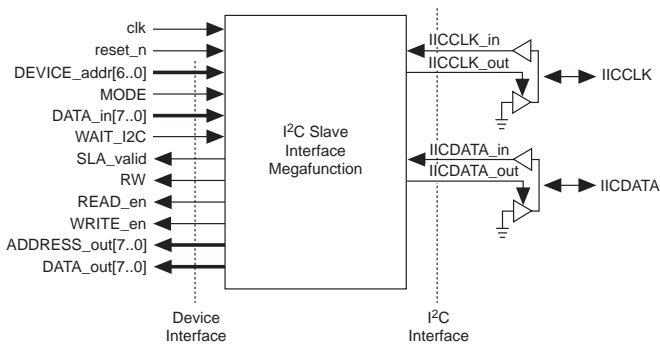 clk
reset_n
DEVICE_addr[6..0]
MODE
DATA_in[7..0]
WAIT_I2C
SLA_valid
RW
READ_en
WRITE_en
ADDRESS_out[7..0]
DATA_out[7..0]
I²C Slave
Interface
Megafunction
IICCLK_in
IICCLK_out
IICCLK
IICDATA_in
IICDATA_out
IICDATA
Device
Interface
I²C
Interface